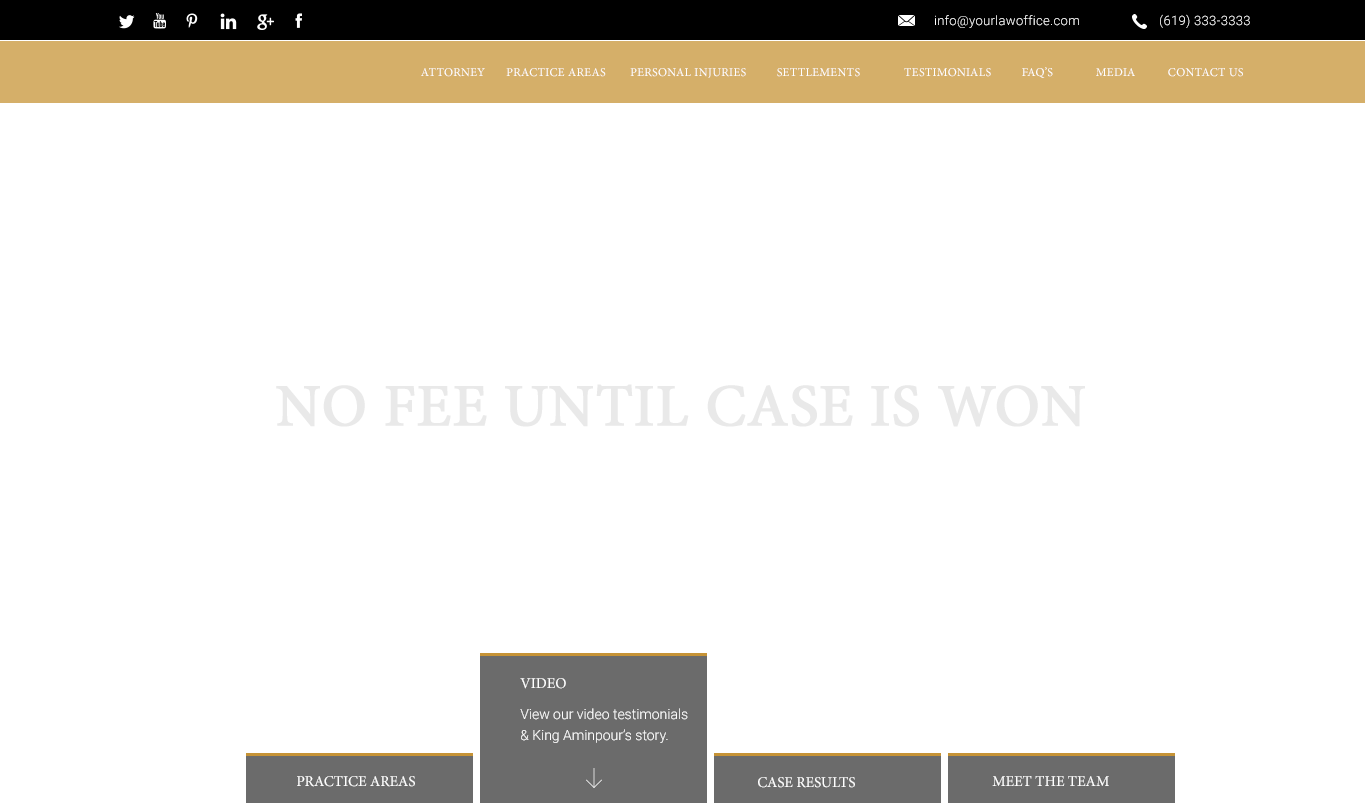 info@yourlawoffice.com (619) 333-3333
ATTORNEY PRACTICE AREAS PERSONAL INJURIES SETTLEMENTS TESTIMONIALS FAQ'S MEDIA CONTACT US
NO FEE UNTIL CASE IS WON
VIDEO
View our video testimonials
& King Aminpour's story.
PRACTICE AREAS CASE RESULTS MEET THE TEAM